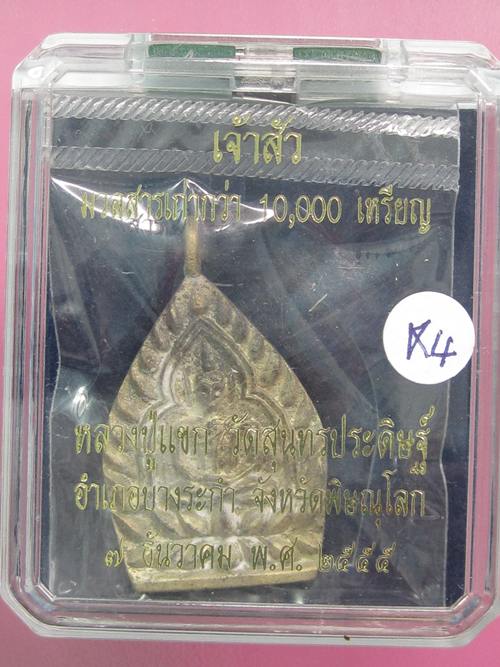 เจ้าสัว
มวลสารเก่ากว่า 10,000 เหรียญ
K4
หลวงปู่แขก วัดสุนทรประดิษฐ์
อำเภอบางระกำ จังหวัดพิษณุโลก
๗ ธันวาคม พ.ศ. ๒๕๕๕